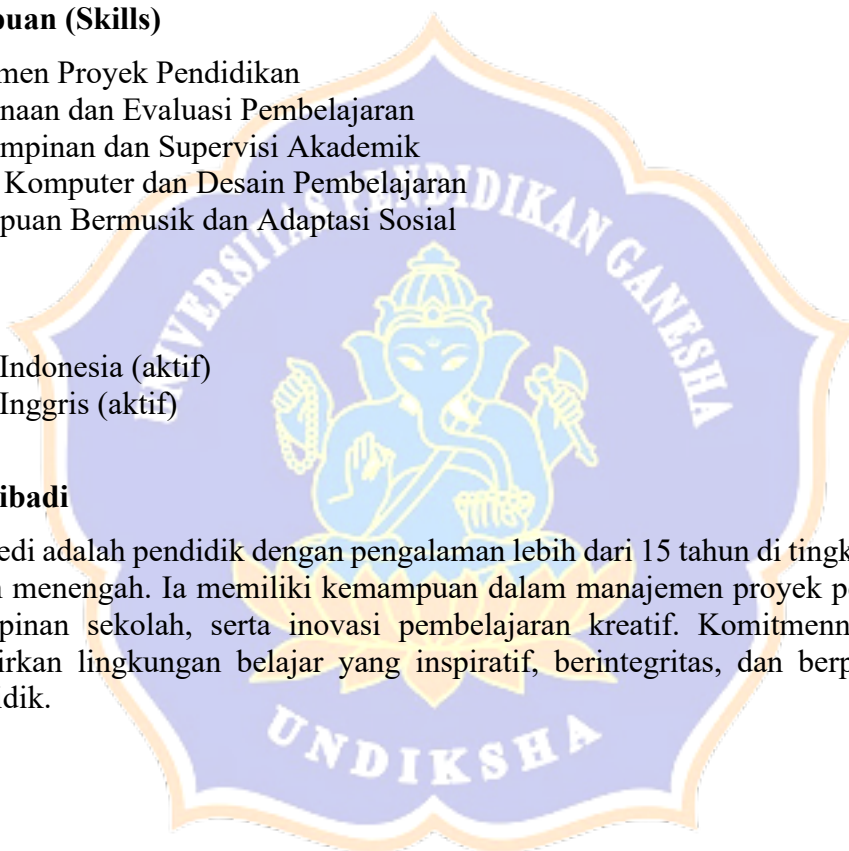 puan (Skills)
men Proyek Pendidikan
naan dan Evaluasi Pembelajaran
mpinan dan Supervisi Akademik
Komputer dan Desain Pembelajaran
puan Bermusik dan Adaptasi Sosial
UNIVERSITAS PENDIDIKAN GANESHA
Indonesia (aktif)
Inggris (aktif)
ibadi
edi adalah pendidik dengan pengalaman lebih dari 15 tahun di tingk
menengah. Ia memiliki kemampuan dalam manajemen proyek p
pinan sekolah, serta inovasi pembelajaran kreatif. Komitmenn
irkan lingkungan belajar yang inspiratif, berintegritas, dan berp
idik.
UNDIKSHA